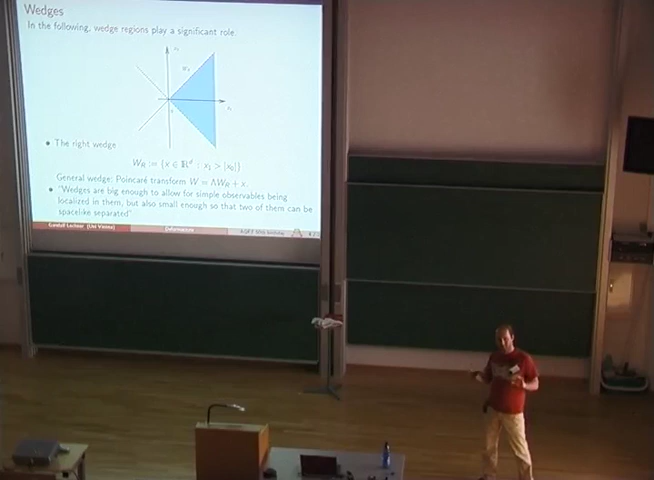 Wedges
In the following, wedge regions play a significant role.
The right wedge
W_R := {x ∈ ℝ^d : x_1 > |x_0|}
General wedge: Poincaré transform W = ΛW_R + x.
"Wedges are big enough to allow for simple observables being
localized in them, but also small enough so that two of them can be
spacelike separated"
Gandalf Lechner (Uni Vienna) Deformations